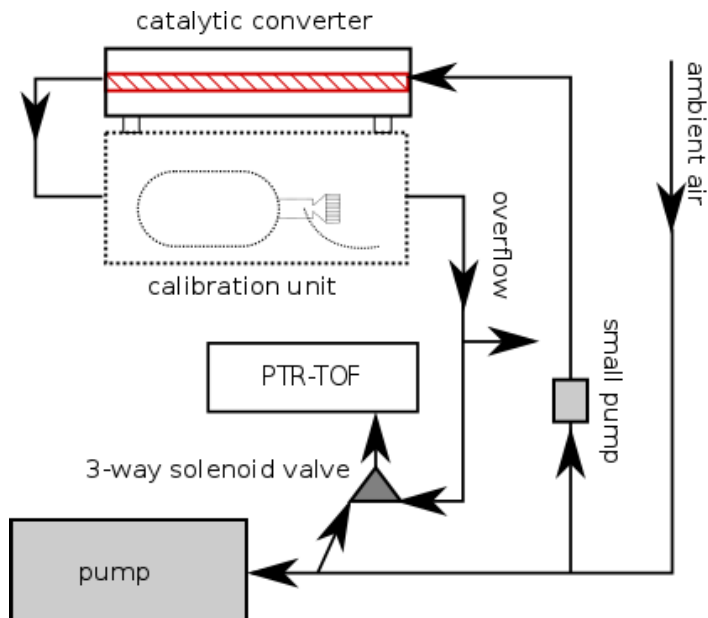 catalytic converter
ambient air
calibration unit
overflow
small pump
PTR-TOF
3-way solenoid valve
pump